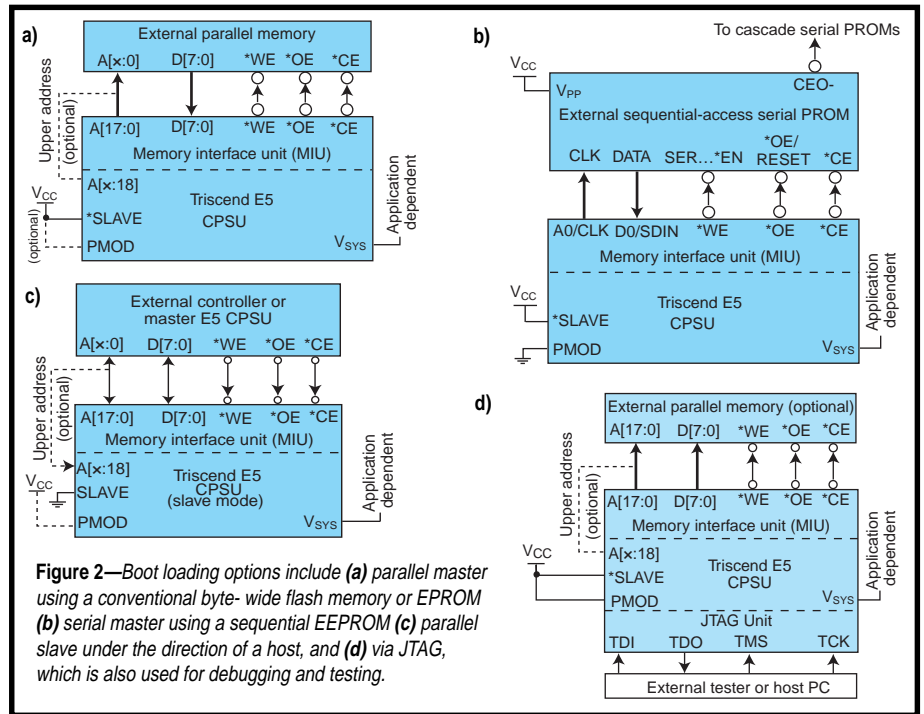 a)
External parallel memory
A[x:0] D[7:0] *WE *OE *CE
Upper address
(optional)
A[17:0] D[7:0] *WE *OE *CE
Memory interface unit (MIU)
A[x:18]
Triscend E5
CPSU
VCC
(optional)
*SLAVE
PMOD
VSYS
Application
dependent
b)
To cascade serial PROMs
VCC
VPP
CEO-
External sequential-access serial PROM
CLK DATA SER...*EN *OE/
RESET *CE
A0/CLK D0/SDIN *WE *OE *CE
Memory interface unit (MIU)
Triscend E5
CPSU
VCC
*SLAVE
PMOD
VSYS
Application
dependent
c)
External controller or
master E5 CPSU
A[x:0] D[7:0] *WE *OE *CE
Upper address
(optional)
A[17:0] D[7:0] *WE *OE *CE
Memory interface unit (MIU)
A[x:18]
Triscend E5
CPSU
(slave mode)
VCC
SLAVE
PMOD
VSYS
Application
dependent
d)
External parallel memory (optional)
A[17:0] D[7:0] *WE *OE *CE
Upper address
(optional)
A[17:0] D[7:0] *WE *OE *CE
Memory interface unit (MIU)
A[x:18]
Triscend E5
CPSU
VCC
*SLAVE
PMOD
VSYS
Application
dependent
JTAG Unit
TDI TDO TMS TCK
External tester or host PC
Figure 2—Boot loading options include (a) parallel master
using a conventional byte- wide flash memory or EPROM
(b) serial master using a sequential EEPROM (c) parallel
slave under the direction of a host, and (d) via JTAG,
which is also used for debugging and testing.